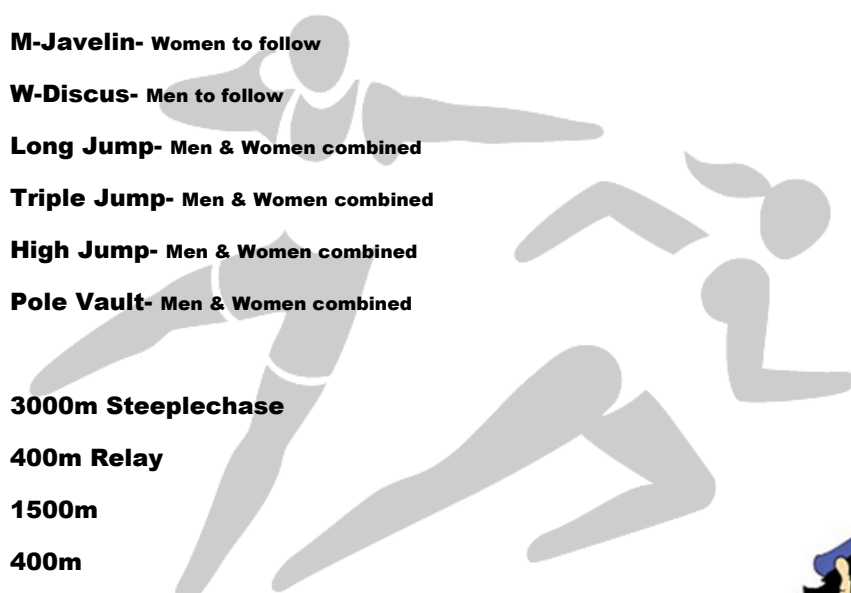 M-Javelin- Women to follow
W-Discus- Men to follow
Long Jump- Men & Women combined
Triple Jump- Men & Women combined
High Jump- Men & Women combined
Pole Vault- Men & Women combined
3000m Steeplechase
400m Relay
1500m
400m